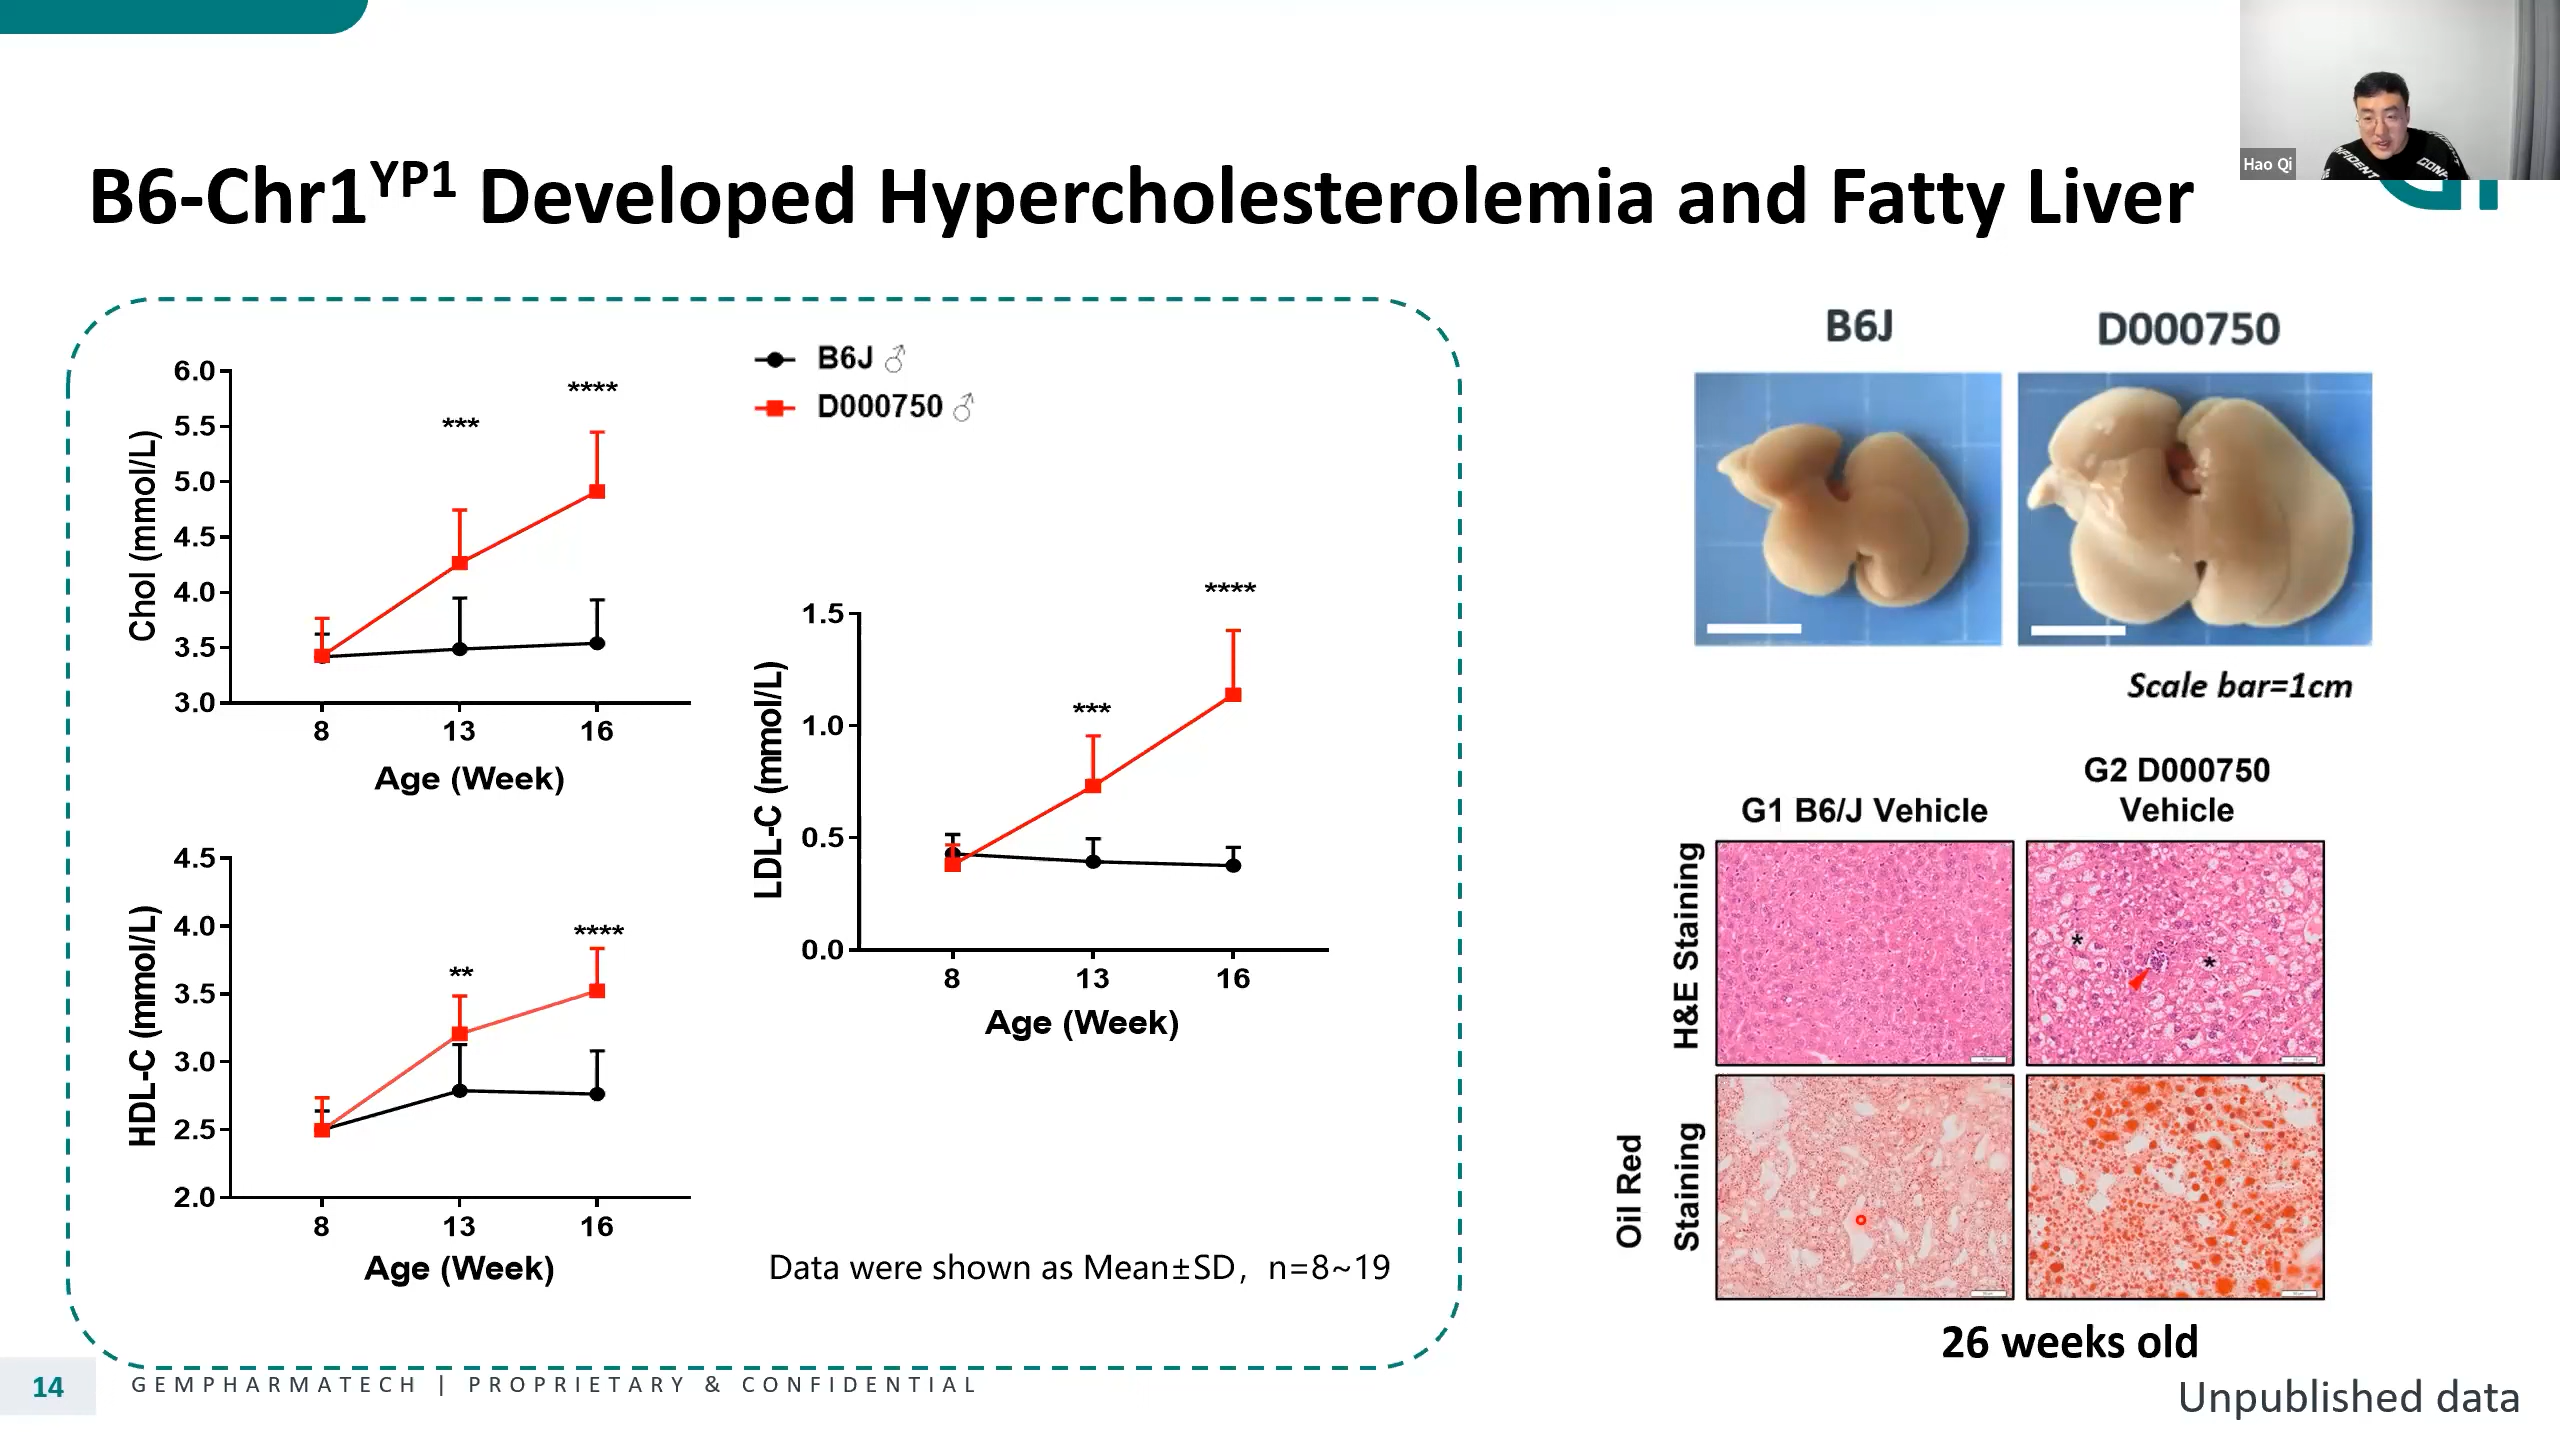 Hao Qi
B6-Chr1YP1 Developed Hypercholesterolemia and Fatty Liver
B6J ♂
D000750 ♂
6.0
5.5
5.0
4.5
4.0
3.5
3.0
Chol (mmol/L)
***
****
8 13 16
Age (Week)
4.5
4.0
3.5
3.0
2.5
2.0
HDL-C (mmol/L)
**
****
8 13 16
Age (Week)
1.5
1.0
0.5
0.0
LDL-C (mmol/L)
***
****
8 13 16
Age (Week)
Data were shown as Mean±SD, n=8~19
B6J
D000750
Scale bar=1cm
G1 B6/J Vehicle
G2 D000750
Vehicle
H&E Staining
*
*
Oil Red
Staining
26 weeks old
14
GEMPHARMATECH | PROPRIETARY & CONFIDENTIAL
Unpublished data